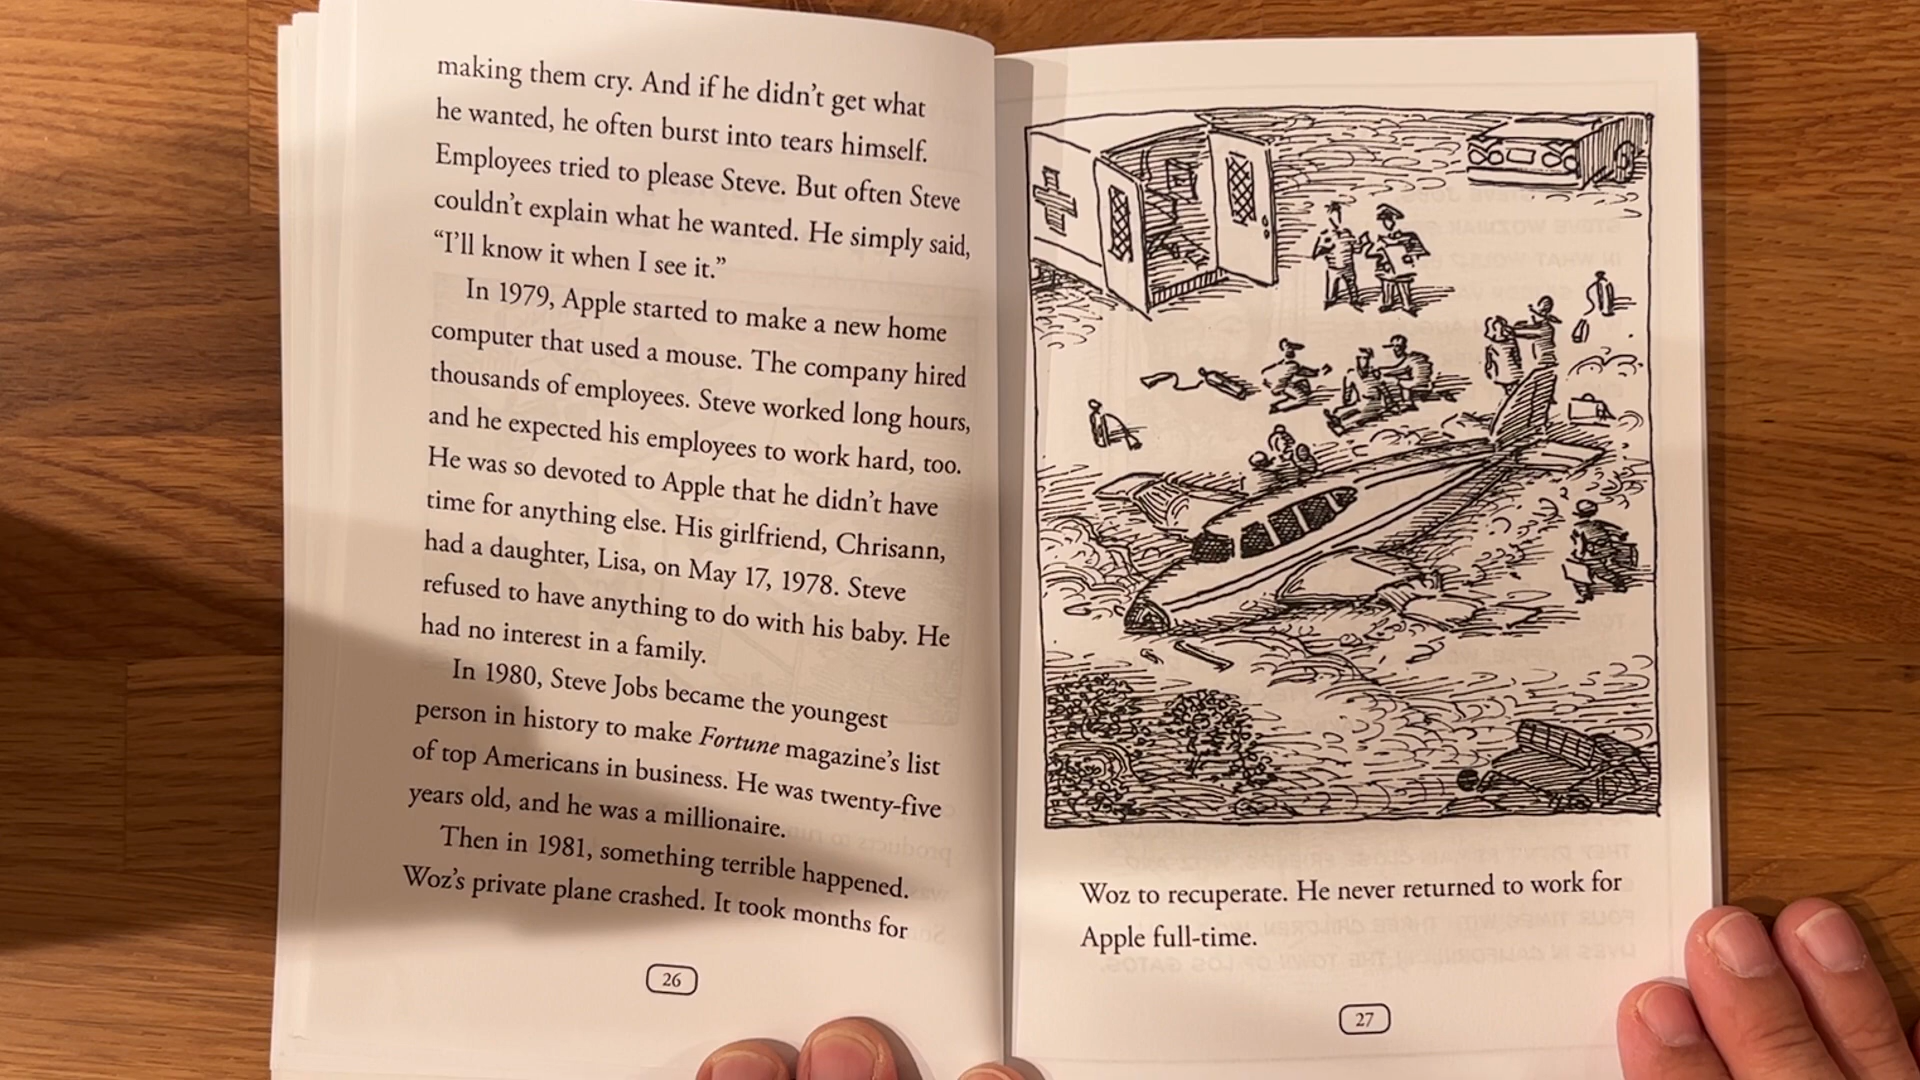 making them cry. And if he didn't get what
he wanted, he often burst into tears himself.
Employees tried to please Steve. But often Steve
couldn't explain what he wanted. He simply said,
“I'll know it when I see it.”
In 1979, Apple started to make a new home
computer that used a mouse. The company hired
thousands of employees. Steve worked long hours,
and he expected his employees to work hard, too.
He was so devoted to Apple that he didn't have
time for anything else. His girlfriend, Chrisann,
had a daughter, Lisa, on May 17, 1978. Steve
refused to have anything to do with his baby. He
had no interest in a family.
In 1980, Steve Jobs became the youngest
person in history to make Fortune magazine's list
of top Americans in business. He was twenty-five
years old, and he was a millionaire.
Then in 1981, something terrible happened.
Woz's private plane crashed. It took months for
26
Woz to recuperate. He never returned to work for
Apple full-time.
27